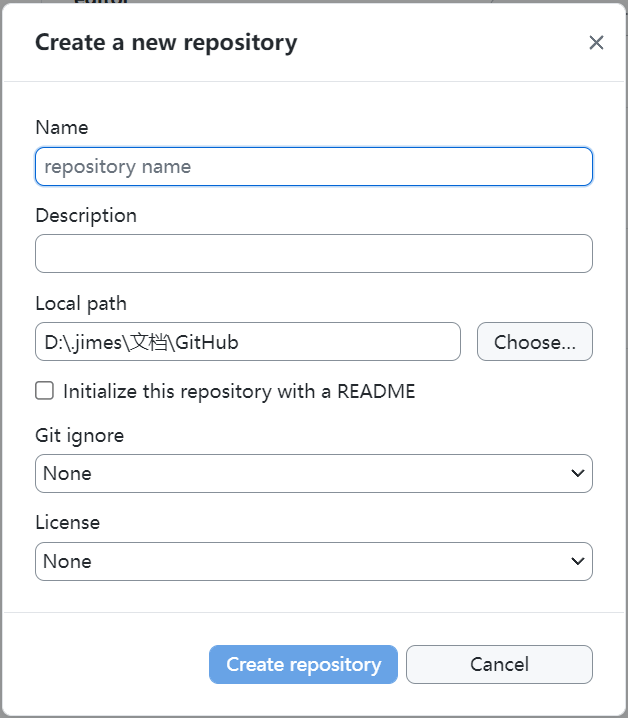 Create a new repository
Name
repository name
Description
Local path
D:\.jimes\文档\GitHub
Choose...
Initialize this repository with a README
Git ignore
None
License
None
Create repository
Cancel